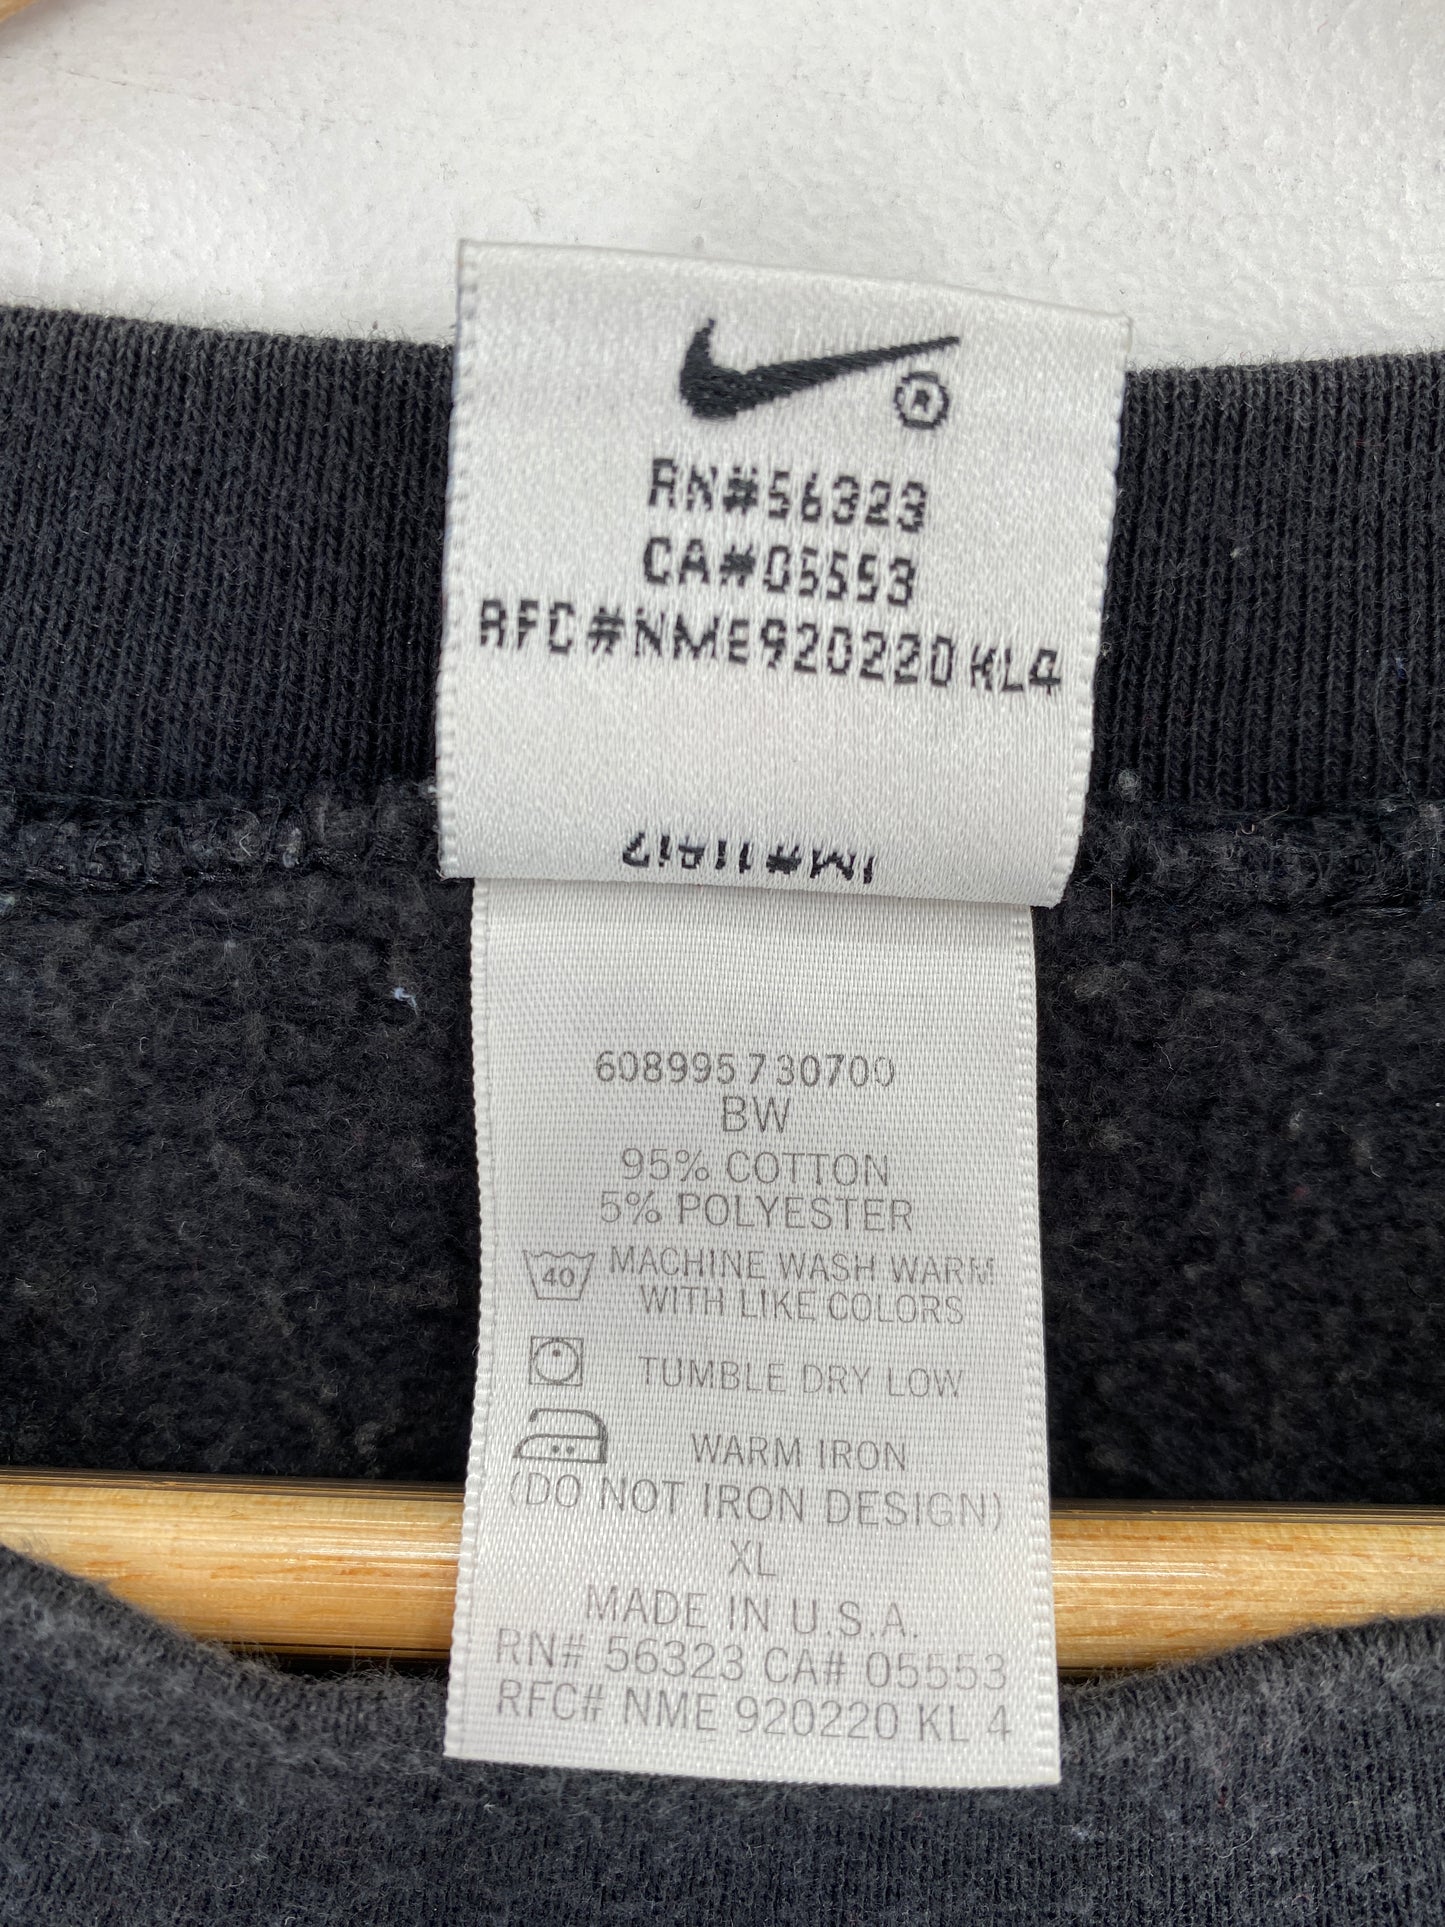 ®
RN#56323
CA#05553
RFC#NME920220 KL4
608995 730700
BW
95% COTTON
5% POLYESTER
40 MACHINE WASH WARM
WITH LIKE COLORS
TUMBLE DRY LOW
WARM IRON
(DO NOT IRON DESIGN)
XL
MADE IN U.S.A.
RN# 56323 CA# 05553
RFC# NME 920220 KL 4